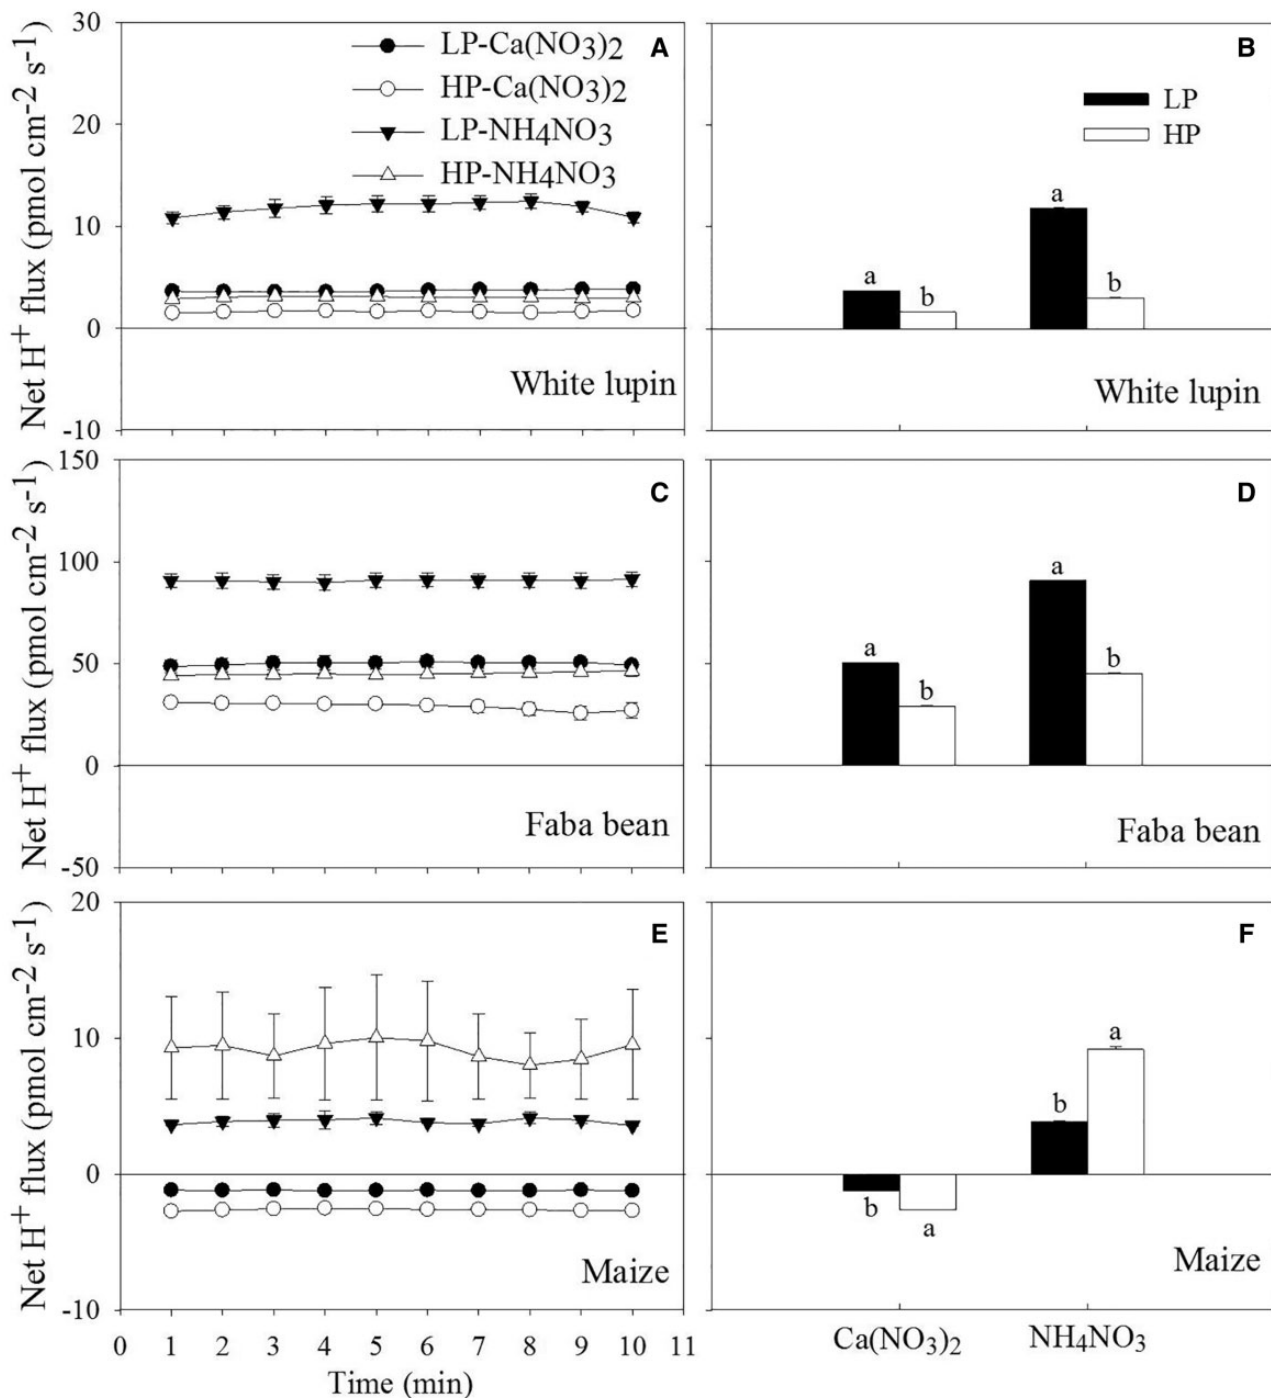 Net H+ flux (pmol cm-2 s-1)
30
20
10
0
-10
LP-Ca(NO3)2
HP-Ca(NO3)2
LP-NH4NO3
HP-NH4NO3
A
White lupin
B
LP
HP
a
b
a
b
White lupin
Net H+ flux (pmol cm-2 s-1)
150
100
50
0
-50
C
Faba bean
D
a
b
a
b
Faba bean
Net H+ flux (pmol cm-2 s-1)
20
10
0
-10
E
Maize
0 1 2 3 4 5 6 7 8 9 10 11
Time (min)
F
b
a
b
a
Maize
Ca(NO3)2 NH4NO3